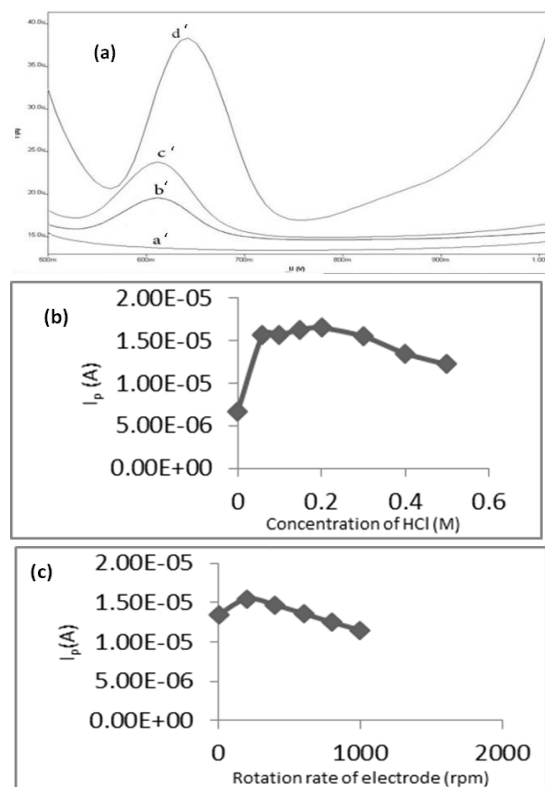 (a)
40.0u
35.0u
30.0u
25.0u
20.0u
15.0u
d'
c'
b'
a'
500m 600m 700m 800m 900m 1.00
U (V)
(b)
2.00E-05
1.50E-05
1.00E-05
5.00E-06
0.00E+00
Ip (A)
0 0.2 0.4 0.6
Concentration of HCl (M)
(c)
2.00E-05
1.50E-05
1.00E-05
5.00E-06
0.00E+00
Ip(A)
0 1000 2000
Rotation rate of electrode (rpm)